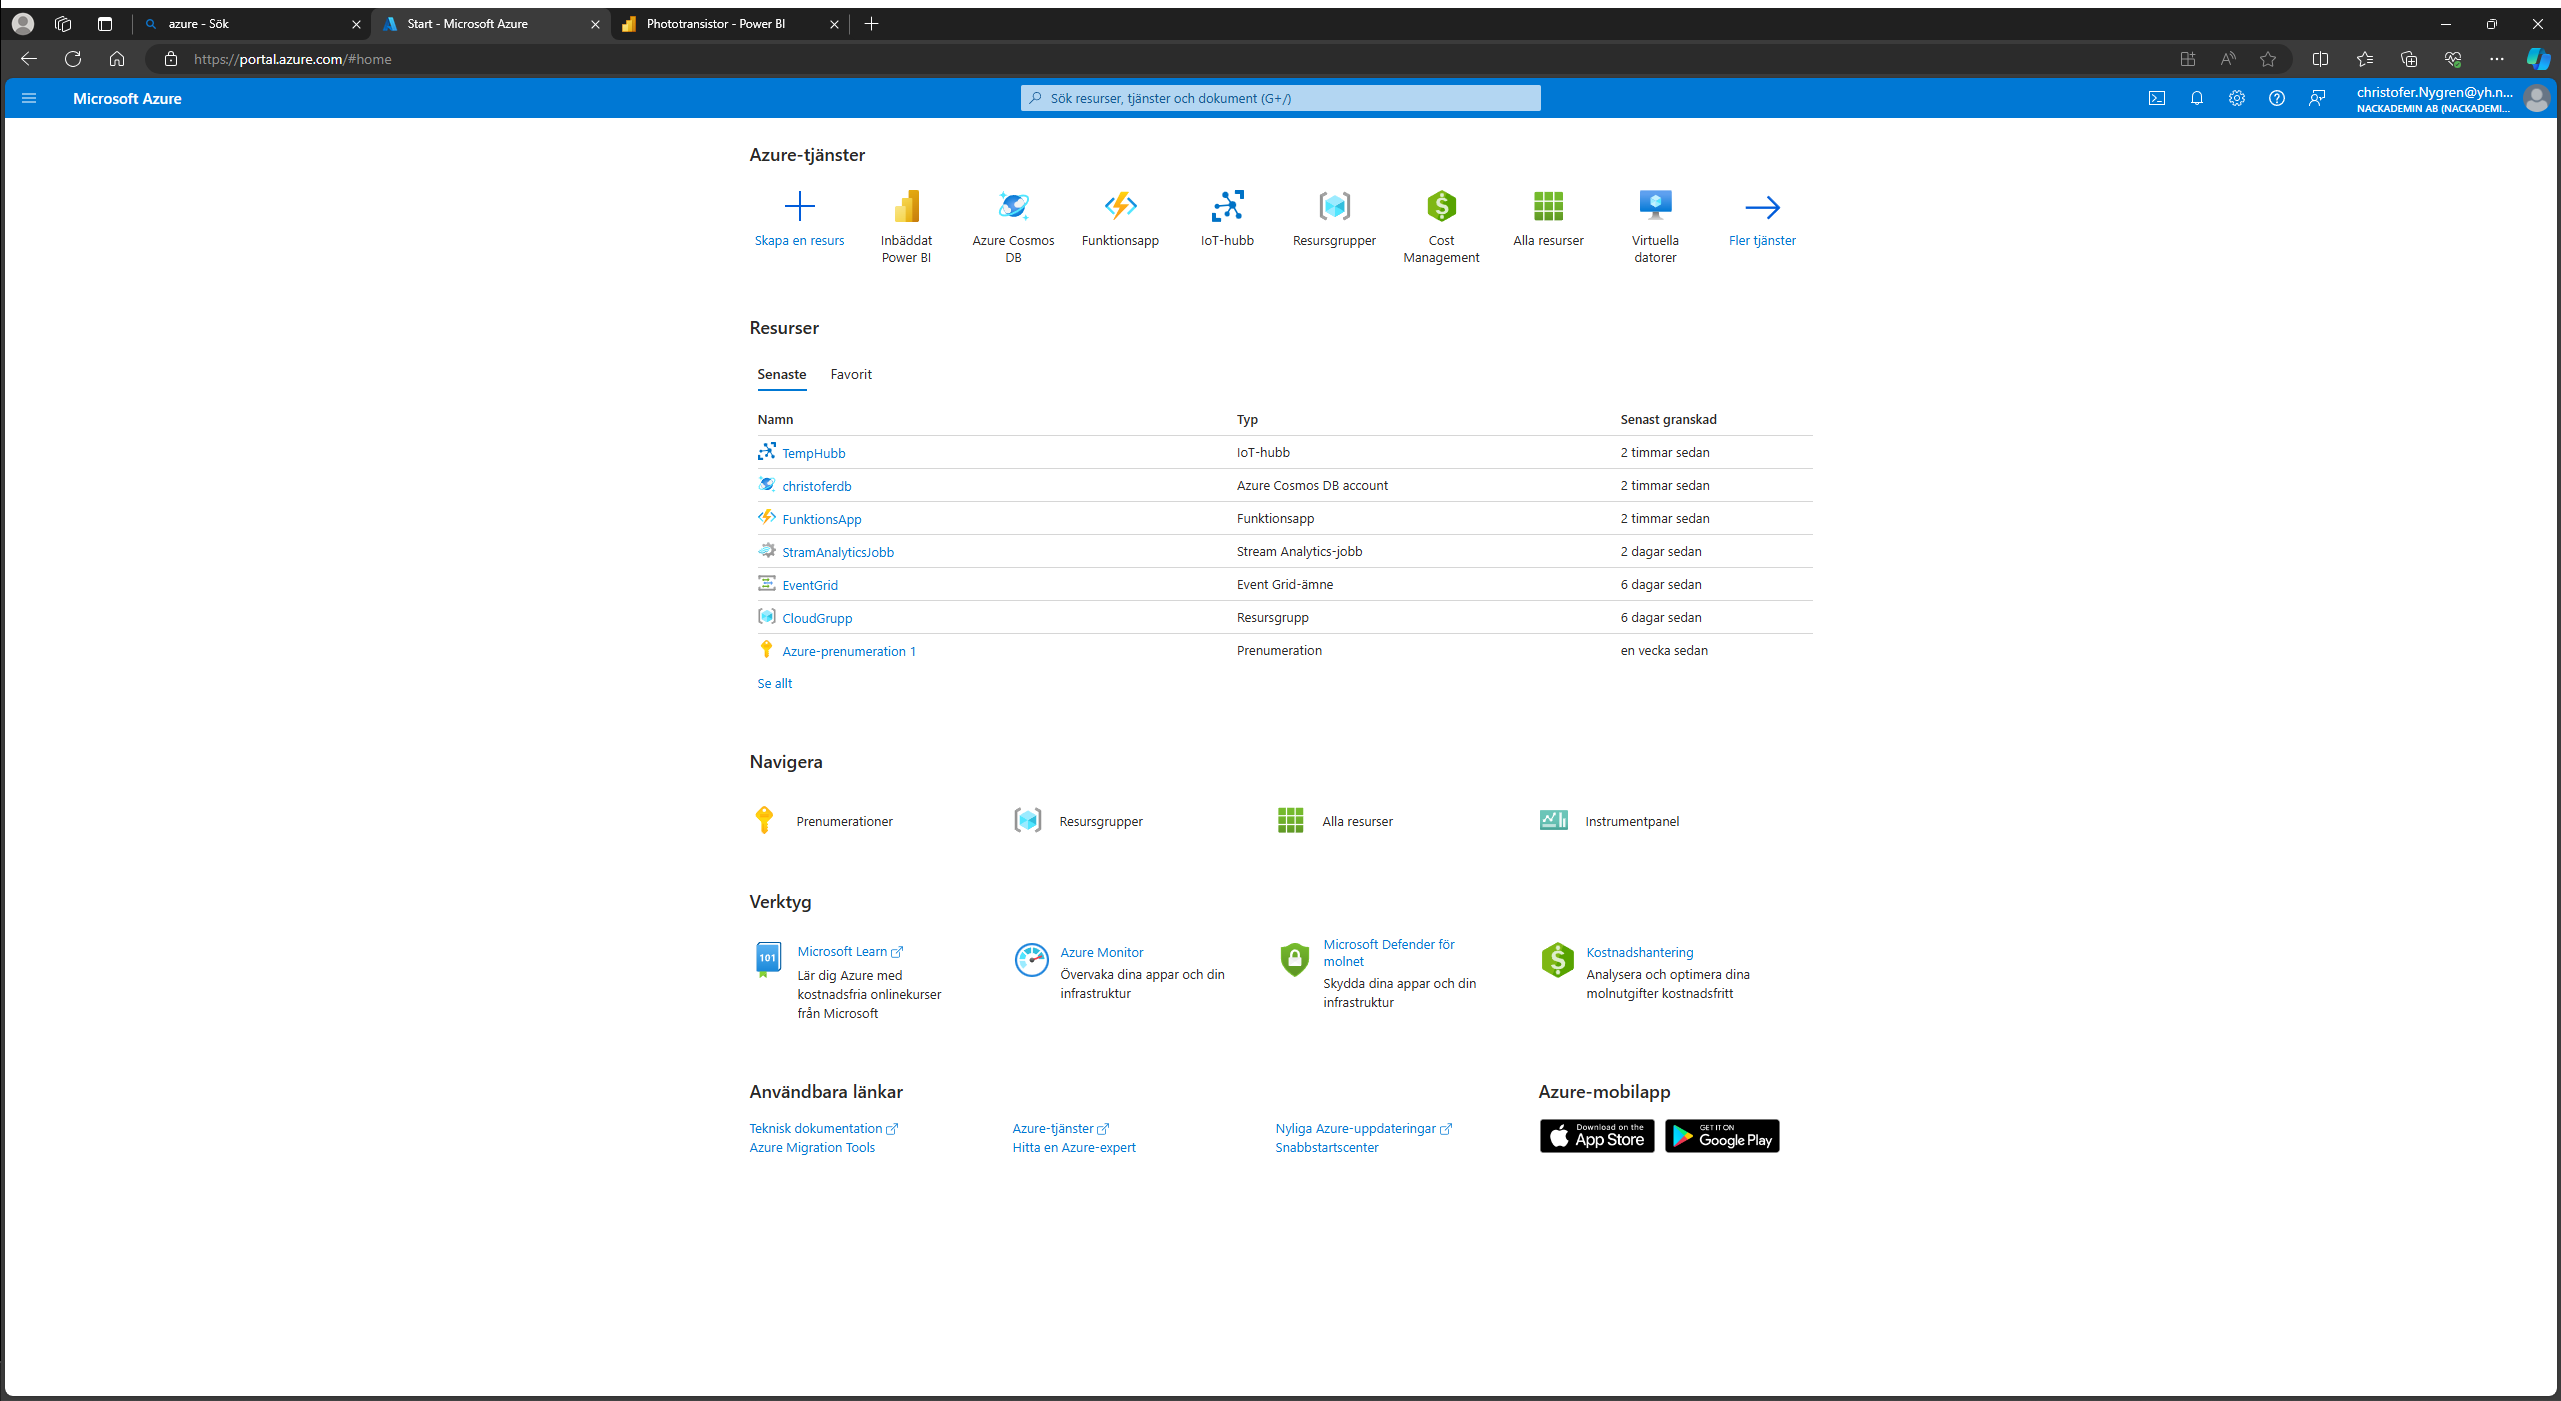 azure - Sök
Start - Microsoft Azure
Phototransistor - Power BI
https://portal.azure.com/#home
Microsoft Azure
Sök resurser, tjänster och dokument (G+/)
christofer.Nygren@yh.n...
NACKADEMIN AB (NACKADEMI...
Azure-tjänster
Skapa en resurs
Inbäddat
Power BI
Azure Cosmos
DB
Funktionsapp
IoT-hubb
Resursgrupper
Cost
Management
Alla resurser
Virtuella
datorer
Fler tjänster
Resurser
Senaste Favorit
Namn Typ Senast granskad
TempHubb IoT-hubb 2 timmar sedan
christoferdb Azure Cosmos DB account 2 timmar sedan
FunktionsApp Funktionsapp 2 timmar sedan
StramAnalyticsJobb Stream Analytics-jobb 2 dagar sedan
EventGrid Event Grid-ämne 6 dagar sedan
CloudGrupp Resursgrupp 6 dagar sedan
Azure-prenumeration 1 Prenumeration en vecka sedan
Se allt
Navigera
Prenumerationer Resursgrupper Alla resurser Instrumentpanel
Verktyg
101
Microsoft Learn
Lär dig Azure med
kostnadsfria onlinekurser
från Microsoft
Azure Monitor
Övervaka dina appar och din
infrastruktur
Microsoft Defender för
molnet
Skydda dina appar och din
infrastruktur
Kostnadshantering
Analysera och optimera dina
molnutgifter kostnadsfritt
Användbara länkar
Teknisk dokumentation
Azure Migration Tools
Azure-tjänster
Hitta en Azure-expert
Nyliga Azure-uppdateringar
Snabbstartscenter
Azure-mobilapp
Download on the
App Store
GET IT ON
Google Play